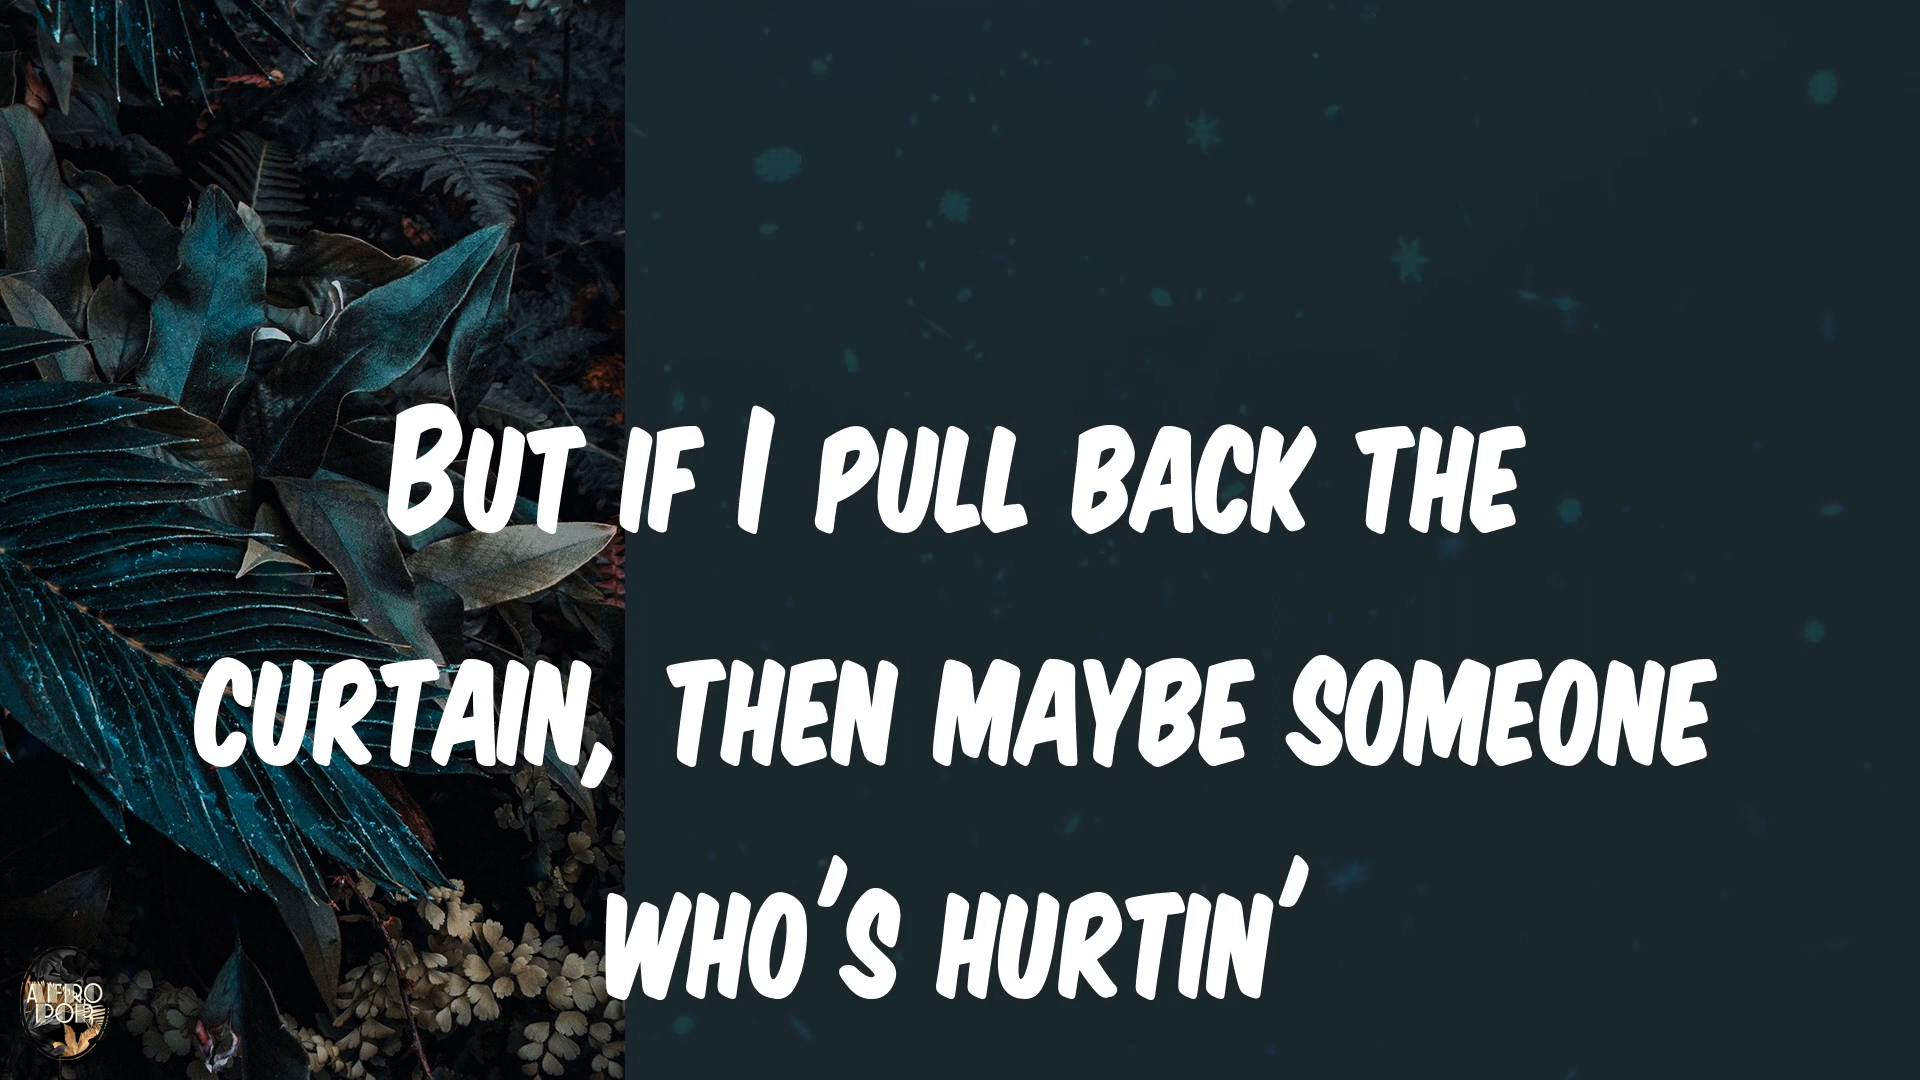 But if I pull back the
curtain, then maybe someone
who's hurtin'